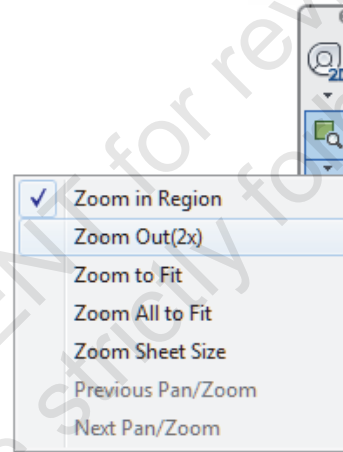 2D
Zoom in Region
Zoom Out(2x)
Zoom to Fit
Zoom All to Fit
Zoom Sheet Size
Previous Pan/Zoom
Next Pan/Zoom